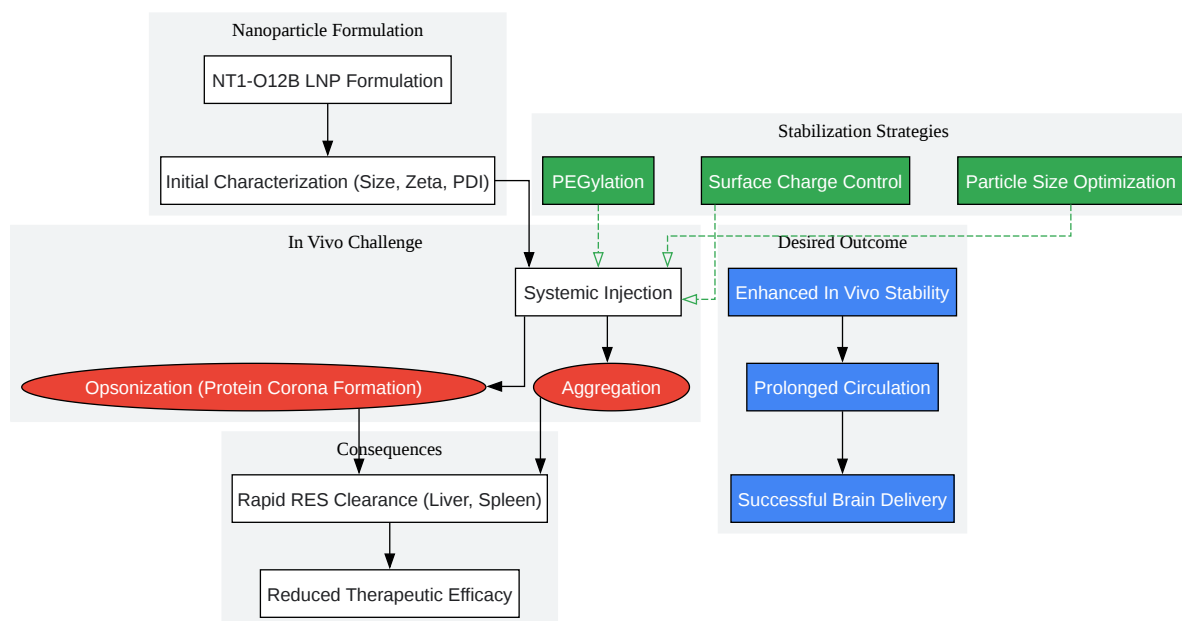 Nanoparticle Formulation
NT1-O12B LNP Formulation
Initial Characterization (Size, Zeta, PDI)
Stabilization Strategies
PEGylation
Surface Charge Control
Particle Size Optimization
In Vivo Challenge
Systemic Injection
Opsonization (Protein Corona Formation)
Aggregation
Desired Outcome
Enhanced In Vivo Stability
Prolonged Circulation
Successful Brain Delivery
Consequences
Rapid RES Clearance (Liver, Spleen)
Reduced Therapeutic Efficacy